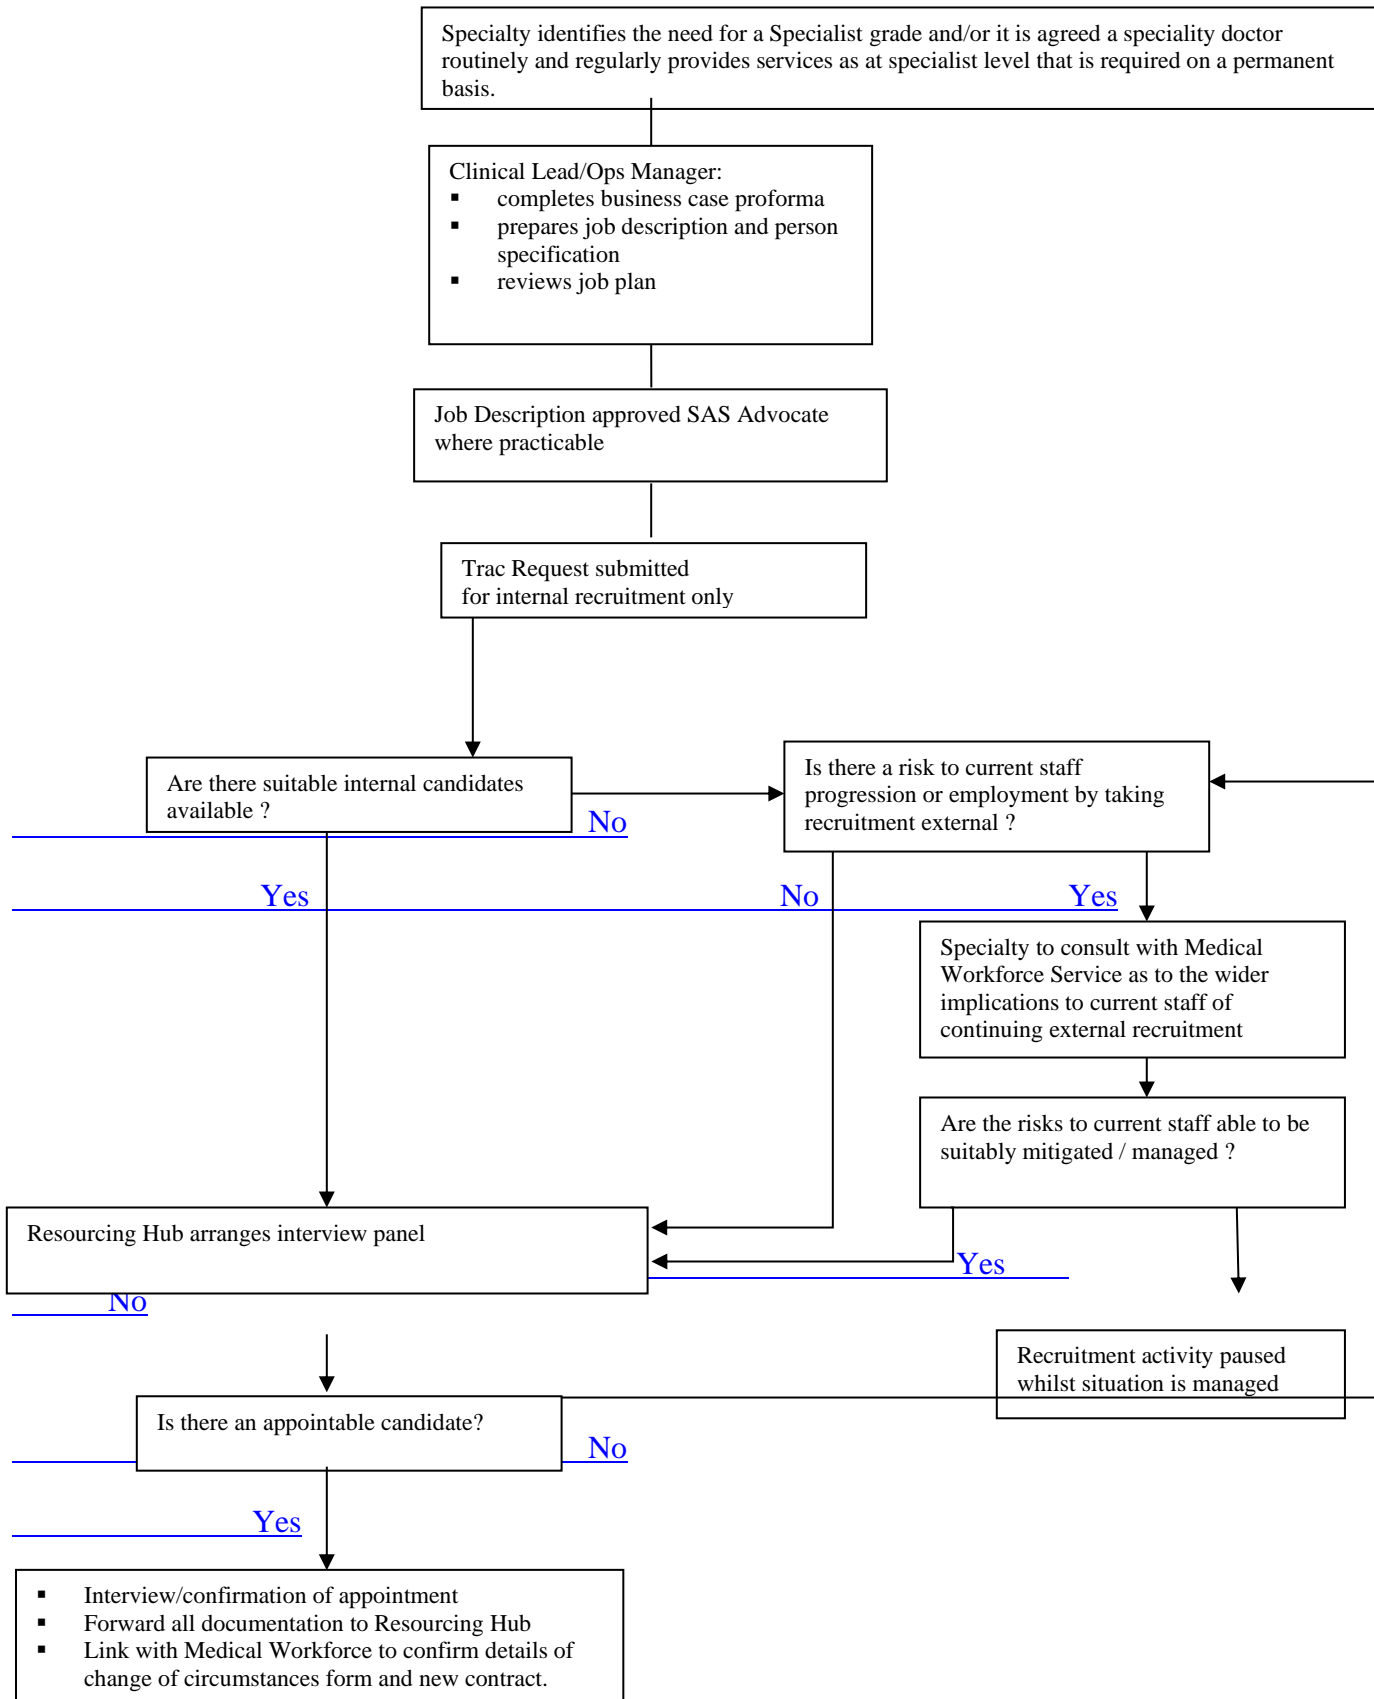 Specialty identifies the need for a Specialist grade and/or it is agreed a speciality doctor
routinely and regularly provides services as at specialist level that is required on a permanent
basis.
Clinical Lead/Ops Manager:
▪ completes business case proforma
▪ prepares job description and person
specification
▪ reviews job plan
Job Description approved SAS Advocate
where practicable
Trac Request submitted
for internal recruitment only
Are there suitable internal candidates
available ?
Is there a risk to current staff
progression or employment by taking
recruitment external ?
No
Yes
No
Yes
Specialty to consult with Medical
Workforce Service as to the wider
implications to current staff of
continuing external recruitment
Are the risks to current staff able to be
suitably mitigated / managed ?
Resourcing Hub arranges interview panel
Yes
No
Recruitment activity paused
whilst situation is managed
Is there an appointable candidate?
No
Yes
▪ Interview/confirmation of appointment
▪ Forward all documentation to Resourcing Hub
▪ Link with Medical Workforce to confirm details of
change of circumstances form and new contract.